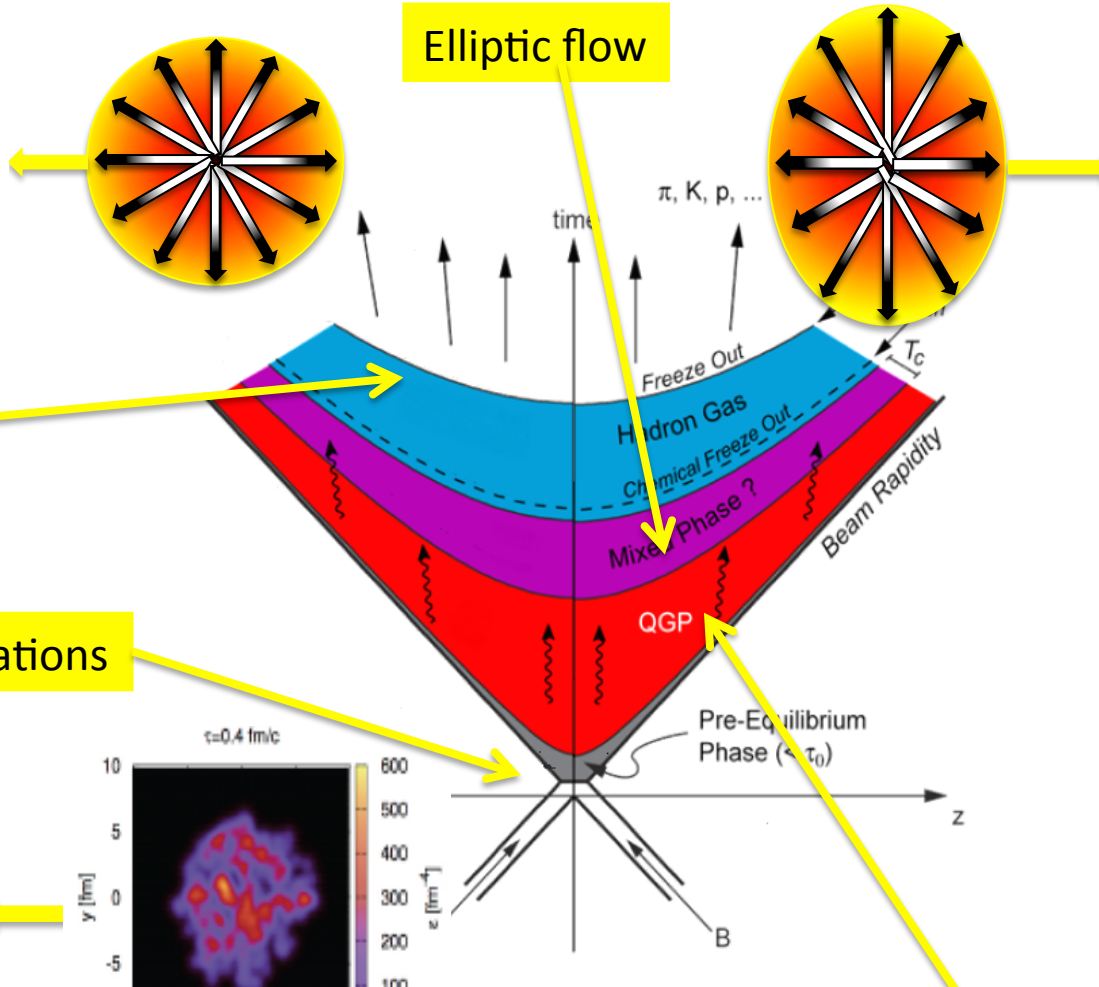 Elliptic flow
π, K, p, ...
time
Freeze Out
T_c
Hadron Gas
Chemical Freeze Out
Mixed Phase ?
Beam Rapidity
QGP
ations
Pre-Equilibrium
Phase (< τ₀)
τ=0.4 fm/c
10
600
5
500
z
400
y [fm]
0
300
ε [fm⁻⁴]
200
B
-5
100